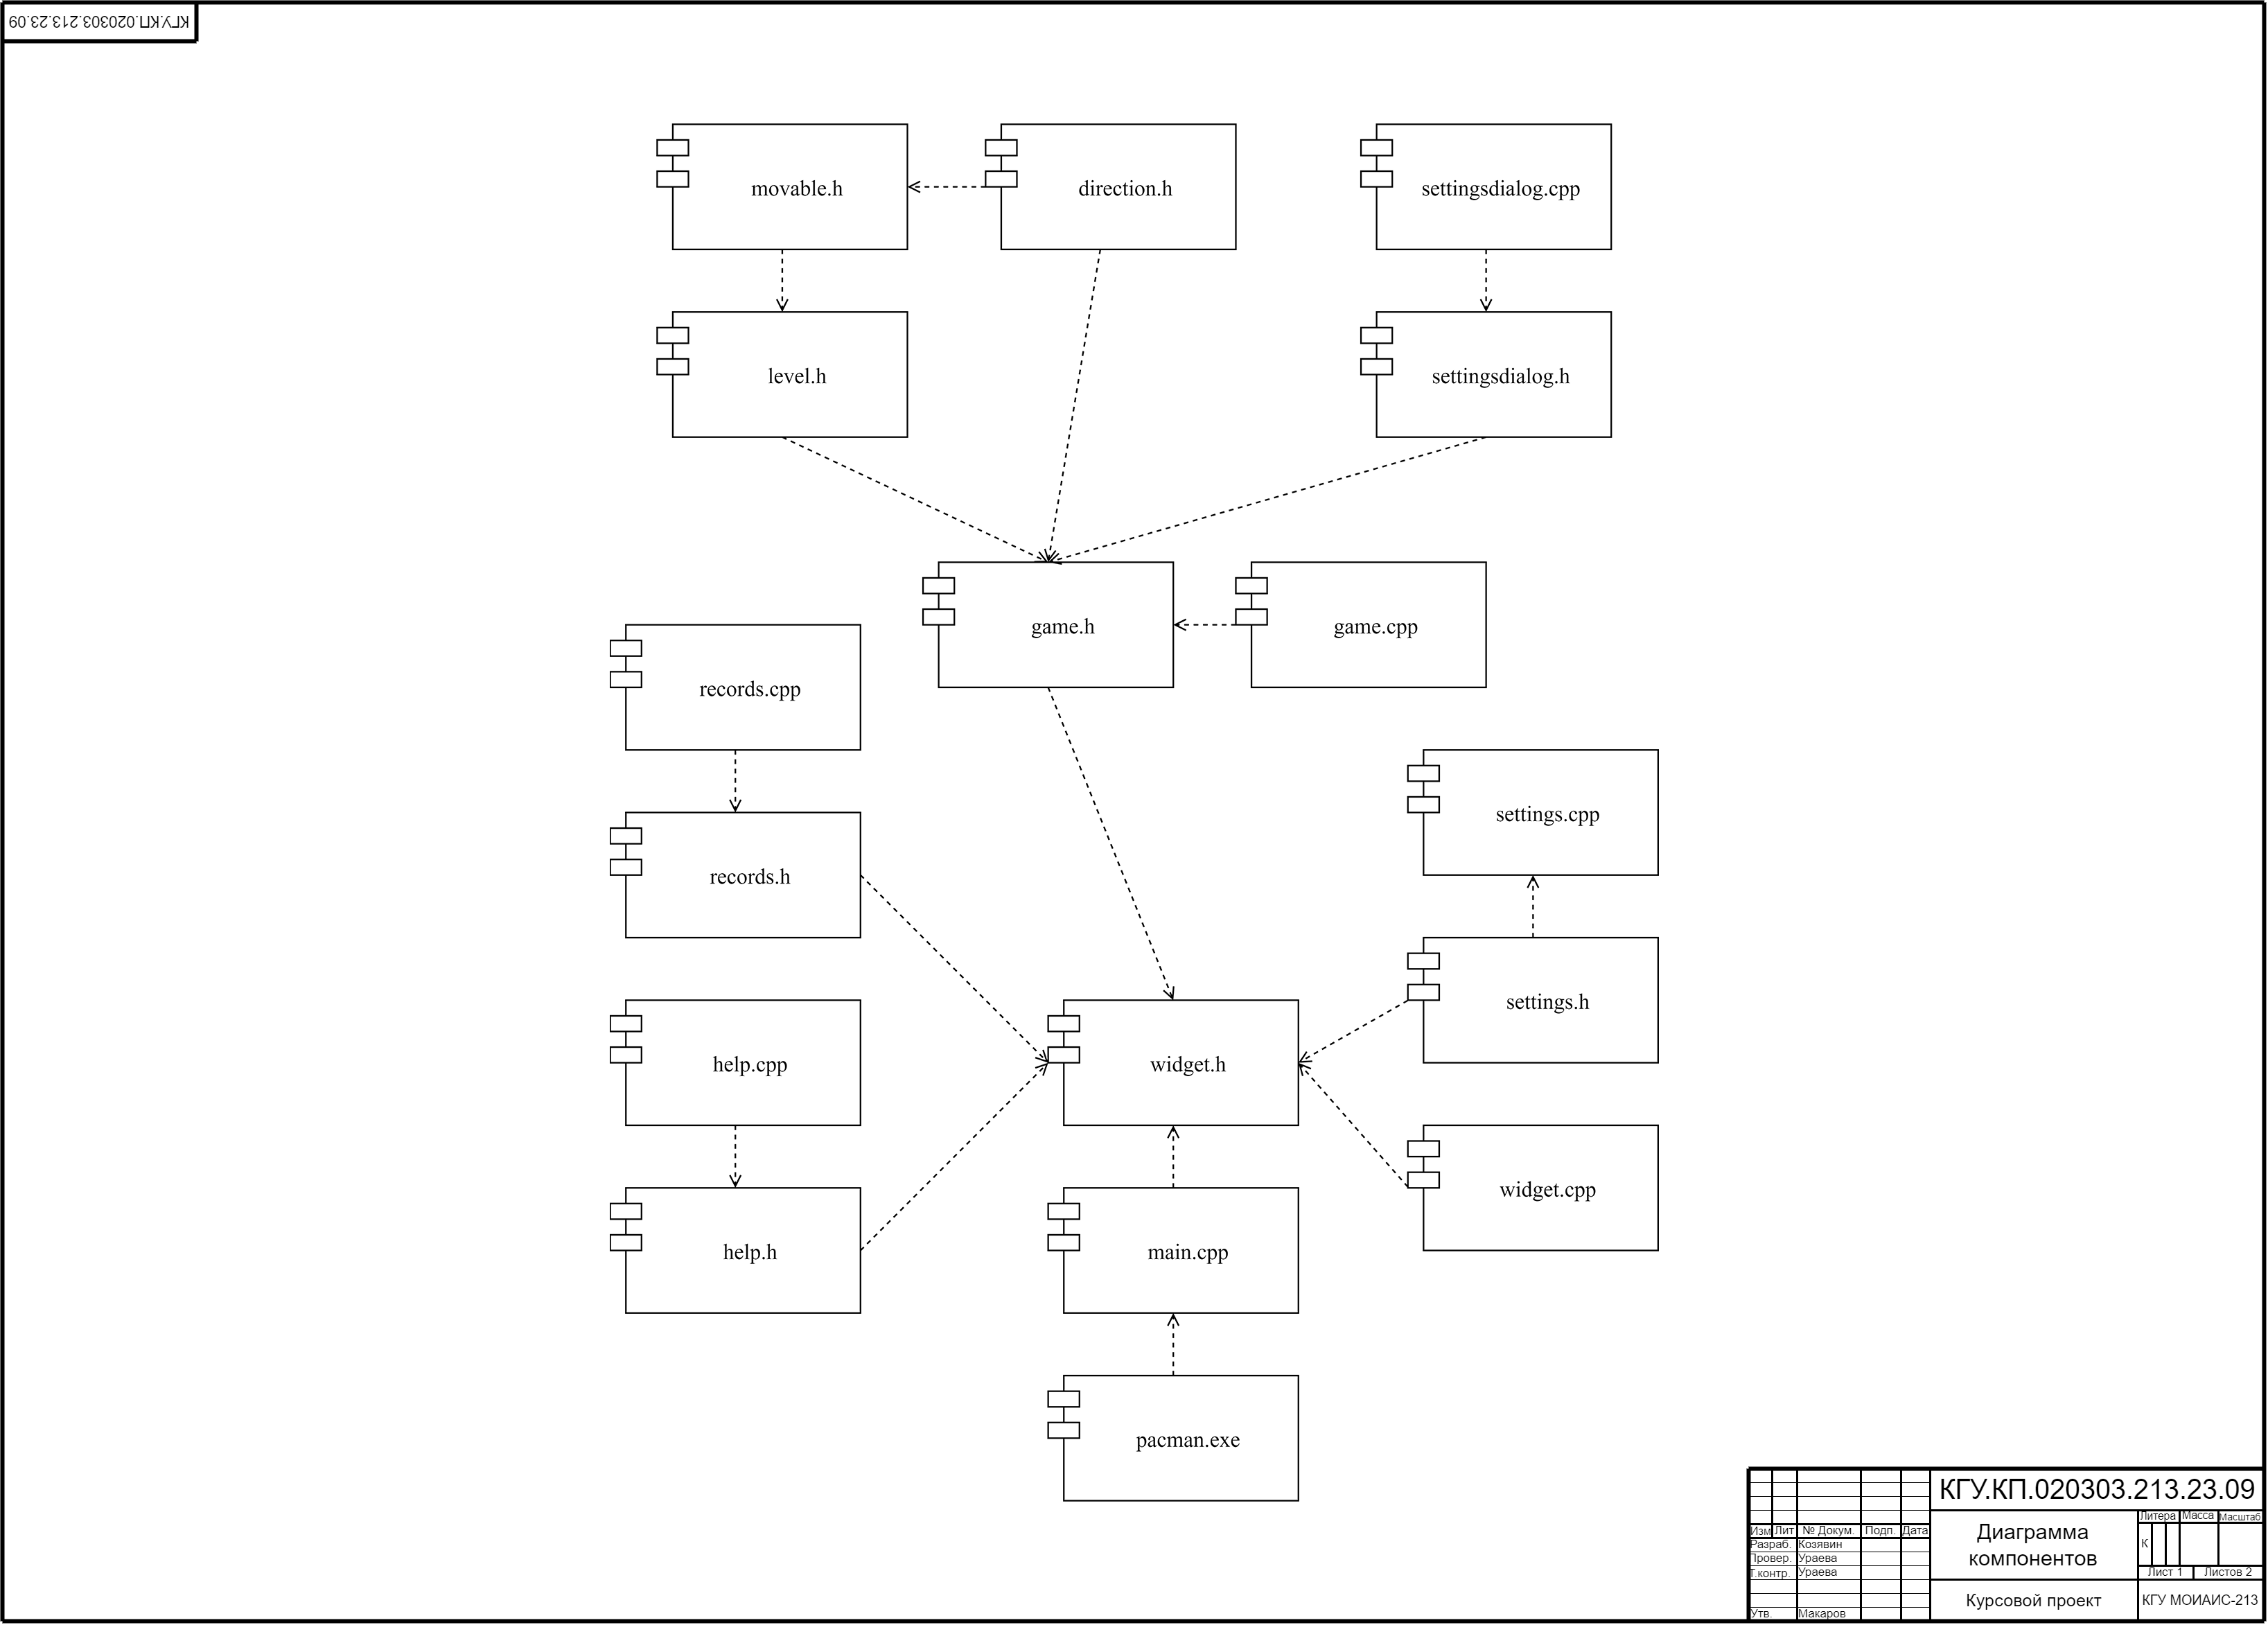 КГУ.КП.020303.213.23.09
movable.h
direction.h
settingsdialog.cpp
level.h
settingsdialog.h
game.h
game.cpp
records.cpp
settings.cpp
records.h
settings.h
help.cpp
widget.h
widget.cpp
help.h
main.cpp
pacman.exe
КГУ.КП.020303.213.23.09
Изм Лит № Докум. Подп. Дата
Разраб. Козявин
Провер. Ураева
Т.контр. Ураева
Утв. Макаров
Диаграмма
компонентов
Литера Масса Масштаб
К
Лист 1 Листов 2
Курсовой проект
КГУ МОИАИС-213